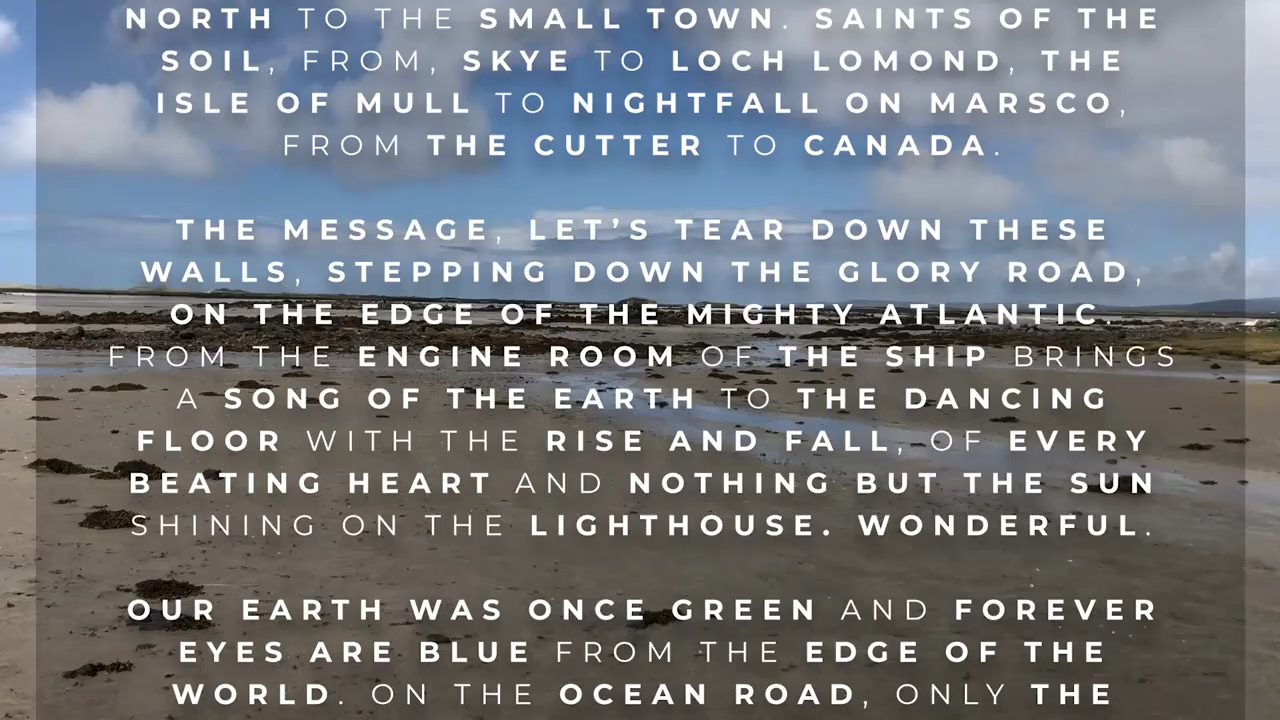 NORTH TO THE SMALL TOWN. SAINTS OF THE
SOIL, FROM, SKYE TO LOCH LOMOND, THE
ISLE OF MULL TO NIGHTFALL ON MARSCO,
FROM THE CUTTER TO CANADA.
THE MESSAGE, LET’S TEAR DOWN THESE
WALLS, STEPPING DOWN THE GLORY ROAD,
ON THE EDGE OF THE MIGHTY ATLANTIC.
FROM THE ENGINE ROOM OF THE SHIP BRINGS
A SONG OF THE EARTH TO THE DANCING
FLOOR WITH THE RISE AND FALL, OF EVERY
BEATING HEART AND NOTHING BUT THE SUN
SHINING ON THE LIGHTHOUSE. WONDERFUL.
OUR EARTH WAS ONCE GREEN AND FOREVER
EYES ARE BLUE FROM THE EDGE OF THE
WORLD. ON THE OCEAN ROAD, ONLY THE